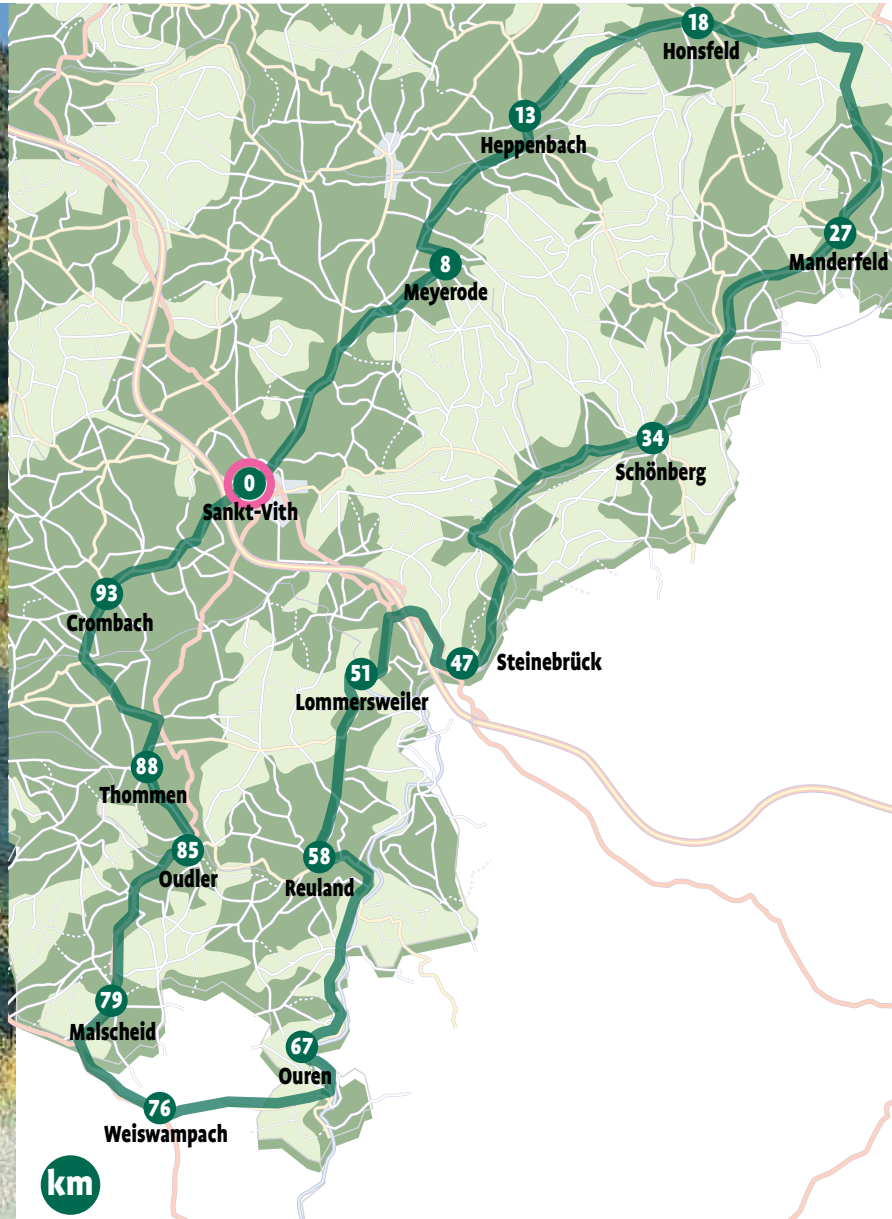 18
Honsfeld
13
Heppenbach
27
Manderfeld
8
Meyerode
34
Schönberg
0
Sankt-Vith
93
Crombach
47
Steinebrück
51
Lommersweiler
88
Thommen
85
Oudler
58
Reuland
79
Malscheid
67
Ouren
76
Weiswampach
km